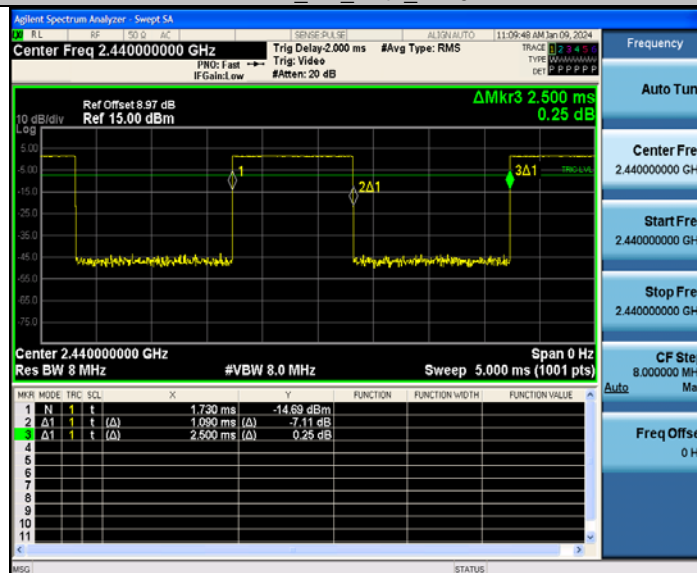 Agilent Spectrum Analyzer - Swept SA
RL RF 50 Ω AC SENSE:PULSE ALIGN AUTO 11:09:48 AM Jan 09, 2024
Center Freq 2.440000000 GHz
PNO: Fast
IFGain:Low
Trig Delay-2.000 ms
Trig: Video
#Atten: 20 dB
#Avg Type: RMS
TRACE 1 2 3 4 5 6
TYPE WWWWWW
DET P P P P P P
ΔMkr3 2.500 ms
0.25 dB
10 dB/div
Log
Ref Offset 8.97 dB
Ref 15.00 dBm
5.00
-5.00
-15.0
-25.0
-35.0
-45.0
-55.0
-65.0
-75.0
1
2Δ1
3Δ1
TRIG LVL
Center 2.440000000 GHz Span 0 Hz
Res BW 8 MHz #VBW 8.0 MHz Sweep 5.000 ms (1001 pts)
MKR MODE TRC SCL X Y FUNCTION FUNCTION WIDTH FUNCTION VALUE
1 N 1 t 1.730 ms -14.69 dBm
2 Δ1 1 t (Δ) 1.090 ms (Δ) -7.11 dB
3 Δ1 1 t (Δ) 2.500 ms (Δ) 0.25 dB
4
5
6
7
8
9
10
11
MSG STATUS
Frequency
Auto Tun
Center Fre
2.440000000 GH
Start Fre
2.440000000 GH
Stop Fre
2.440000000 GH
CF Ste
8.000000 MH
Auto Ma
Freq Offse
0 H